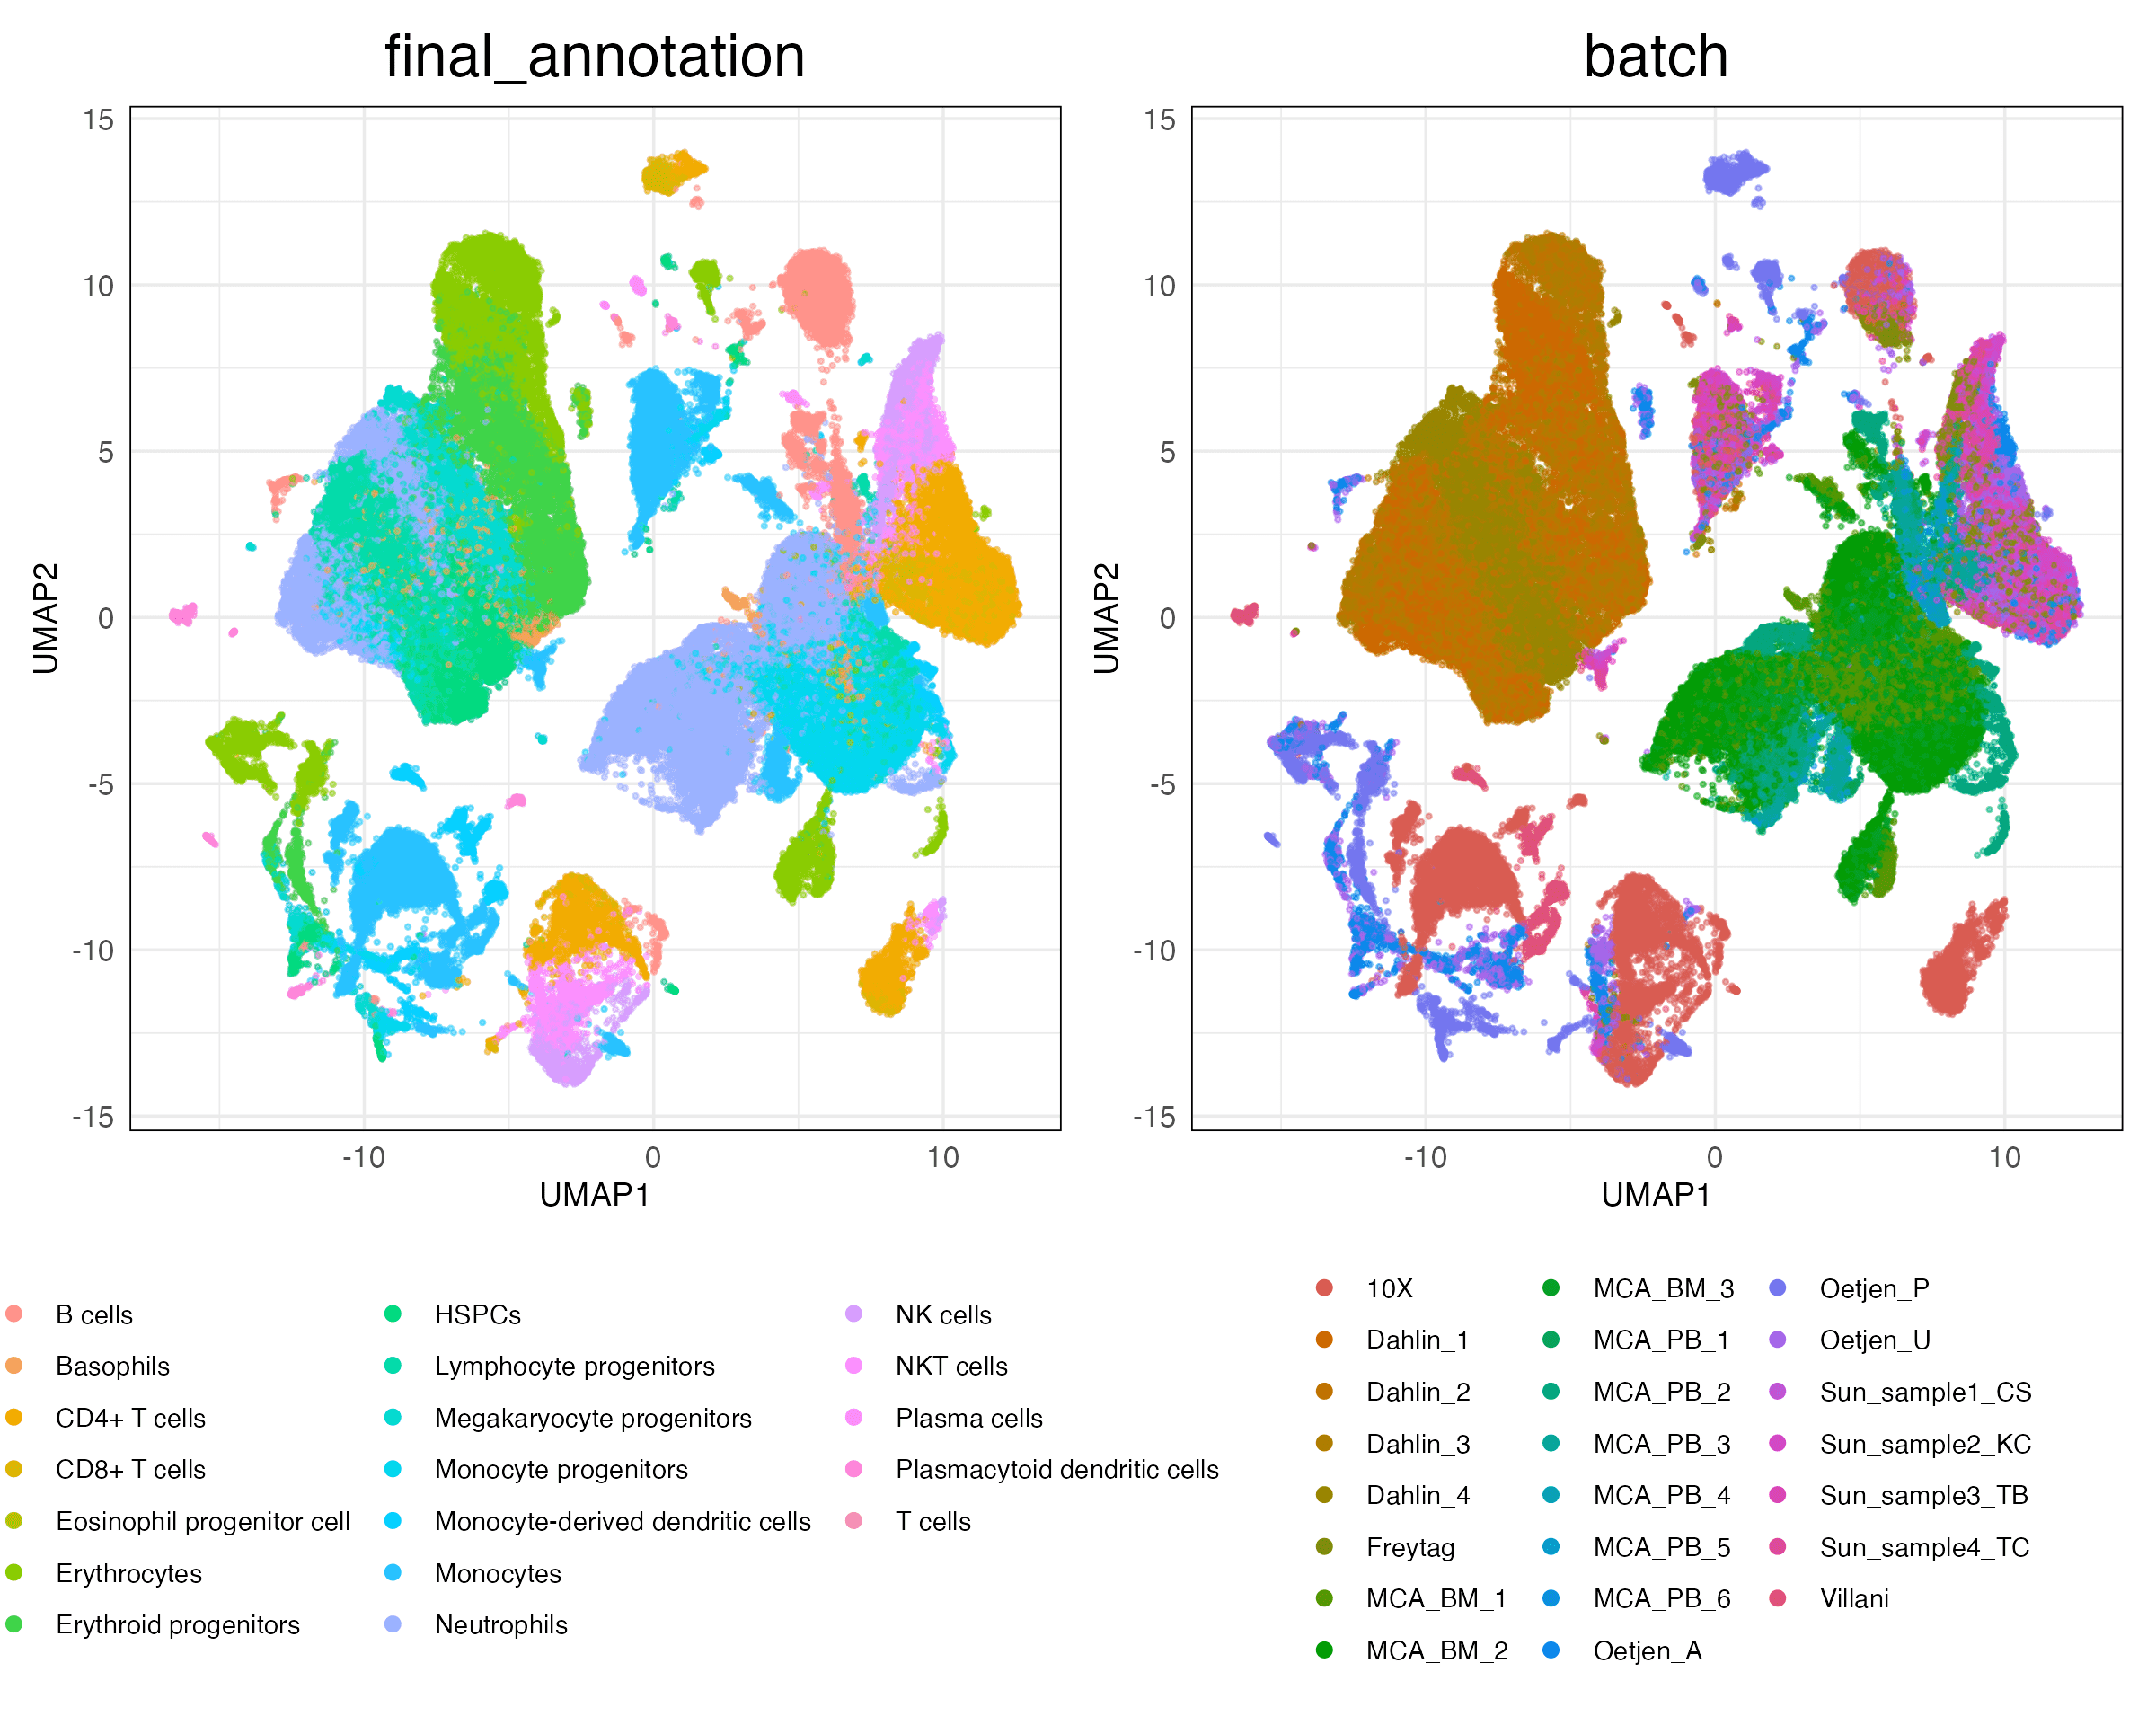 final_annotation
batch
15
10
5
0
-5
-10
-15
UMAP2
-10
0
10
UMAP1
15
10
5
0
-5
-10
-15
UMAP2
-10
0
10
UMAP1
B cells
Basophils
CD4+ T cells
CD8+ T cells
Eosinophil progenitor cell
Erythrocytes
Erythroid progenitors
HSPCs
Lymphocyte progenitors
Megakaryocyte progenitors
Monocyte progenitors
Monocyte-derived dendritic cells
Monocytes
Neutrophils
NK cells
NKT cells
Plasma cells
Plasmacytoid dendritic cells
T cells
10X
Dahlin_1
Dahlin_2
Dahlin_3
Dahlin_4
Freytag
MCA_BM_1
MCA_BM_2
MCA_BM_3
MCA_PB_1
MCA_PB_2
MCA_PB_3
MCA_PB_4
MCA_PB_5
MCA_PB_6
Oetjen_A
Oetjen_P
Oetjen_U
Sun_sample1_CS
Sun_sample2_KC
Sun_sample3_TB
Sun_sample4_TC
Villani